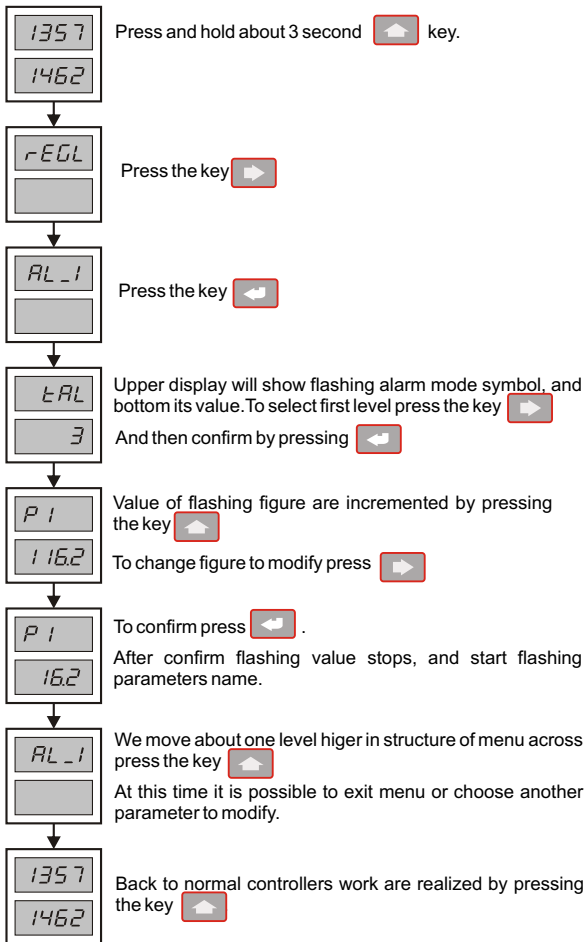 1357
1462
Press and hold about 3 second key.
rEGL
Press the key
AL_1
Press the key
tAL
3
Upper display will show flashing alarm mode symbol, and
bottom its value.To select first level press the key
And then confirm by pressing
P 1
116.2
Value of flashing figure are incremented by pressing
the key
To change figure to modify press
P 1
16.2
To confirm press .
After confirm flashing value stops, and start flashing
parameters name.
AL_1
We move about one level higer in structure of menu across
press the key
At this time it is possible to exit menu or choose another
parameter to modify.
1357
1462
Back to normal controllers work are realized by pressing
the key